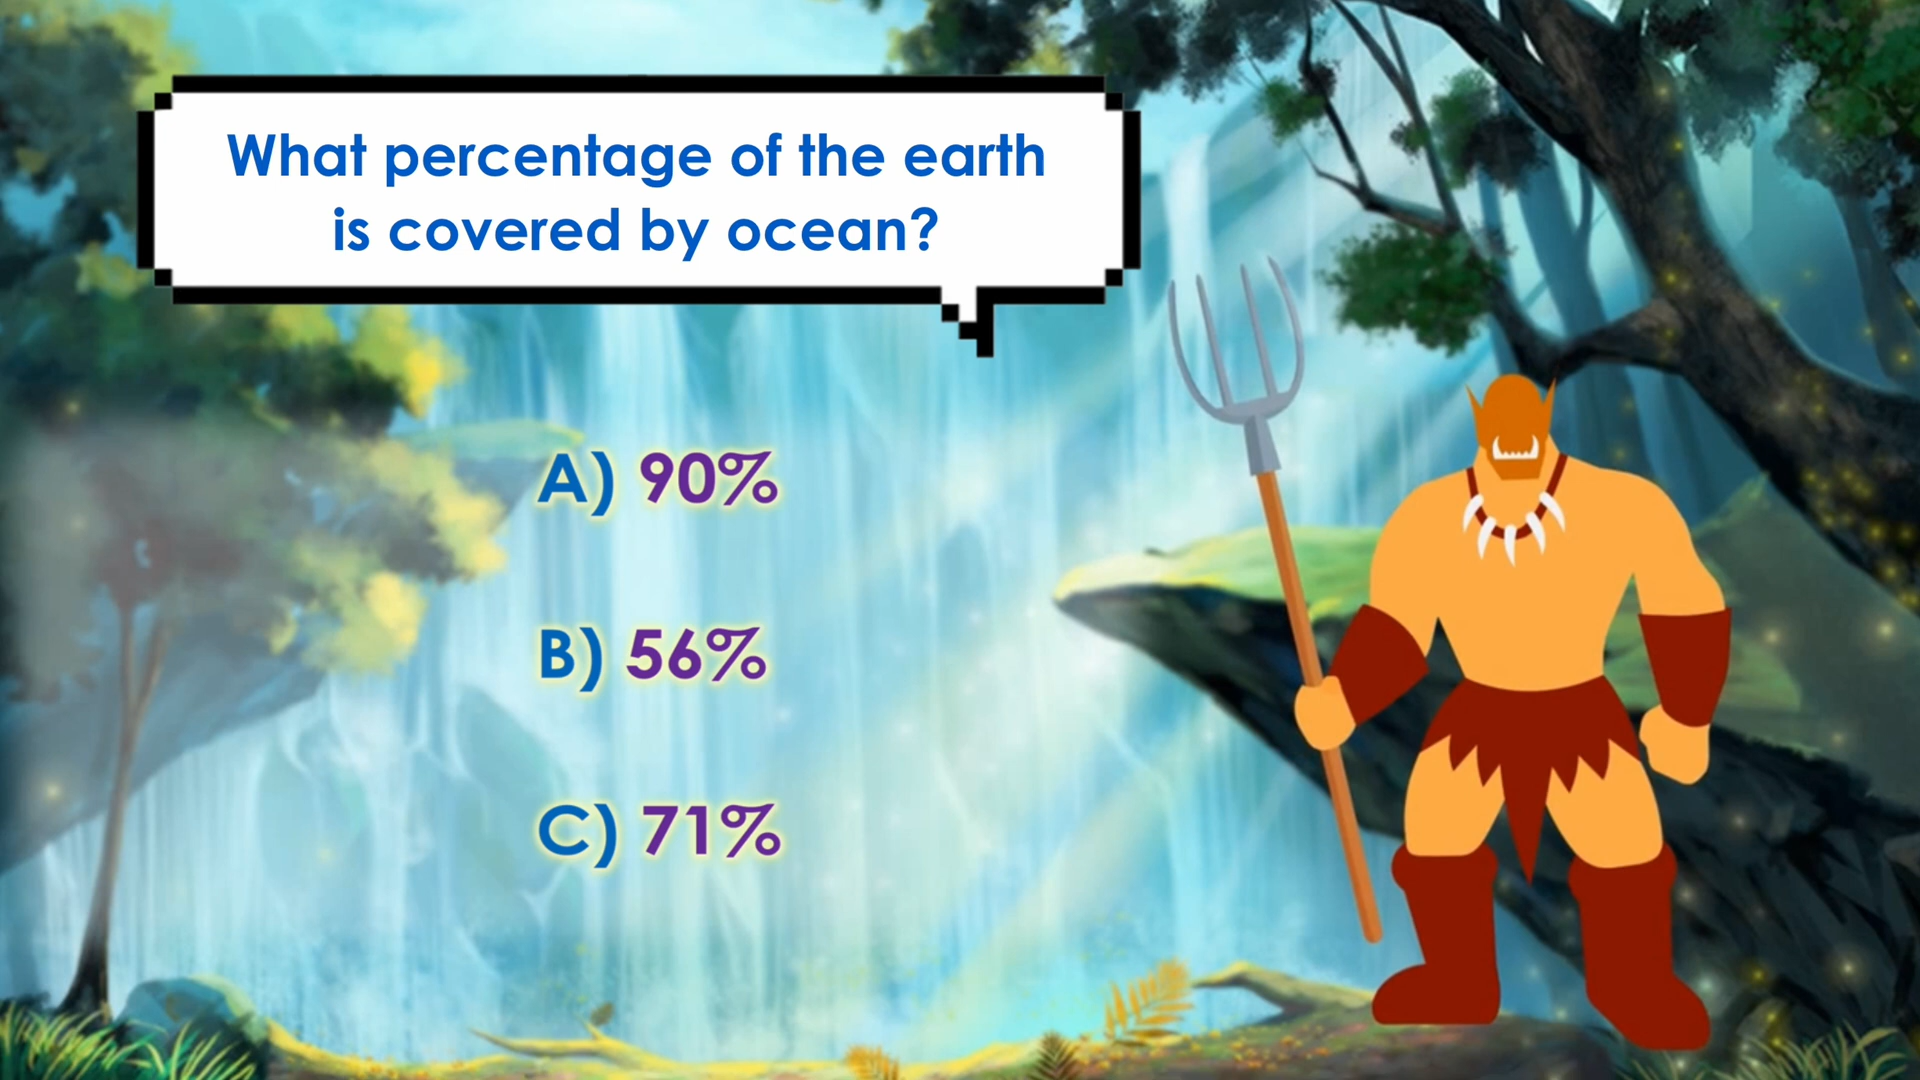 What percentage of the earth
is covered by ocean?
A) 90%
B) 56%
C) 71%